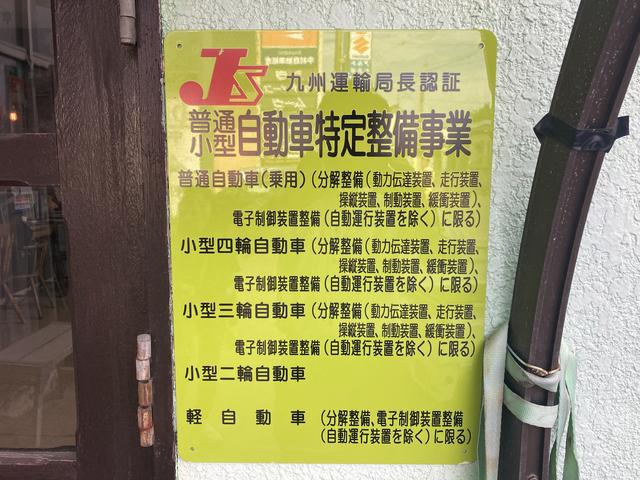 JS 九州運輸局長認証
普通
小型 自動車特定整備事業
普通自動車(乗用)(分解整備(動力伝達装置、走行装置、
操縦装置、制動装置、緩衝装置)、
電子制御装置整備(自動運行装置を除く)に限る)
小型四輪自動車(分解整備(動力伝達装置、走行装置、
操縦装置、制動装置、緩衝装置)、
電子制御装置整備(自動運行装置を除く)に限る)
小型三輪自動車(分解整備(動力伝達装置、走行装置、
操縦装置、制動装置、緩衝装置)、
電子制御装置整備(自動運行装置を除く)に限る)
小型二輪自動車
軽自動車 (分解整備、電子制御装置整備
(自動運行装置を除く)に限る)